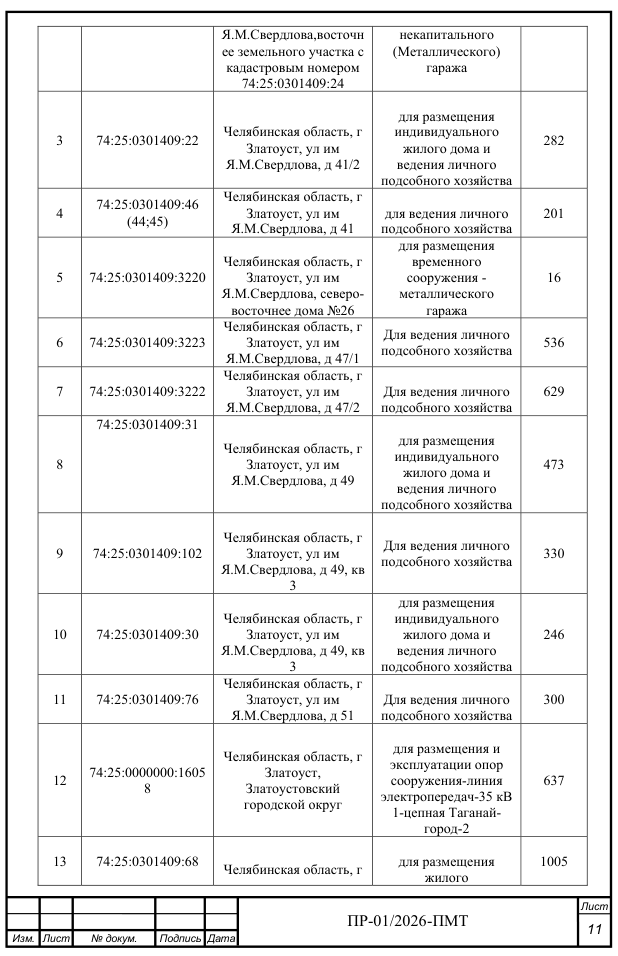 Я.М.Свердлова,восточн
ее земельного участка с
кадастровым номером
74:25:0301409:24
некапитального
(Металлического)
гаража
3
74:25:0301409:22
Челябинская область, г
Златоуст, ул им
Я.М.Свердлова, д 41/2
для размещения
индивидуального
жилого дома и
ведения личного
подсобного хозяйства
282
4
74:25:0301409:46
(44;45)
Челябинская область, г
Златоуст, ул им
Я.М.Свердлова, д 41
для ведения личного
подсобного хозяйства
201
5
74:25:0301409:3220
Челябинская область, г
Златоуст, ул им
Я.М.Свердлова, северо-
восточнее дома №26
для размещения
временного
сооружения -
металлического
гаража
16
6
74:25:0301409:3223
Челябинская область, г
Златоуст, ул им
Я.М.Свердлова, д 47/1
Для ведения личного
подсобного хозяйства
536
7
74:25:0301409:3222
Челябинская область, г
Златоуст, ул им
Я.М.Свердлова, д 47/2
Для ведения личного
подсобного хозяйства
629
8
74:25:0301409:31
Челябинская область, г
Златоуст, ул им
Я.М.Свердлова, д 49
для размещения
индивидуального
жилого дома и
ведения личного
подсобного хозяйства
473
9
74:25:0301409:102
Челябинская область, г
Златоуст, ул им
Я.М.Свердлова, д 49, кв
3
Для ведения личного
подсобного хозяйства
330
10
74:25:0301409:30
Челябинская область, г
Златоуст, ул им
Я.М.Свердлова, д 49, кв
3
для размещения
индивидуального
жилого дома и
ведения личного
подсобного хозяйства
246
11
74:25:0301409:76
Челябинская область, г
Златоуст, ул им
Я.М.Свердлова, д 51
Для ведения личного
подсобного хозяйства
300
12
74:25:0000000:1605
8
Челябинская область, г
Златоуст,
Златоустовский
городской округ
для размещения и
эксплуатации опор
сооружения-линия
электропередач-35 кВ
1-цепная Таганай-
город-2
637
13
74:25:0301409:68
Челябинская область, г
для размещения
жилого
1005
Изм.
Лист
№ докум.
Подпись
Дата
ПР-01/2026-ПМТ
Лист
11